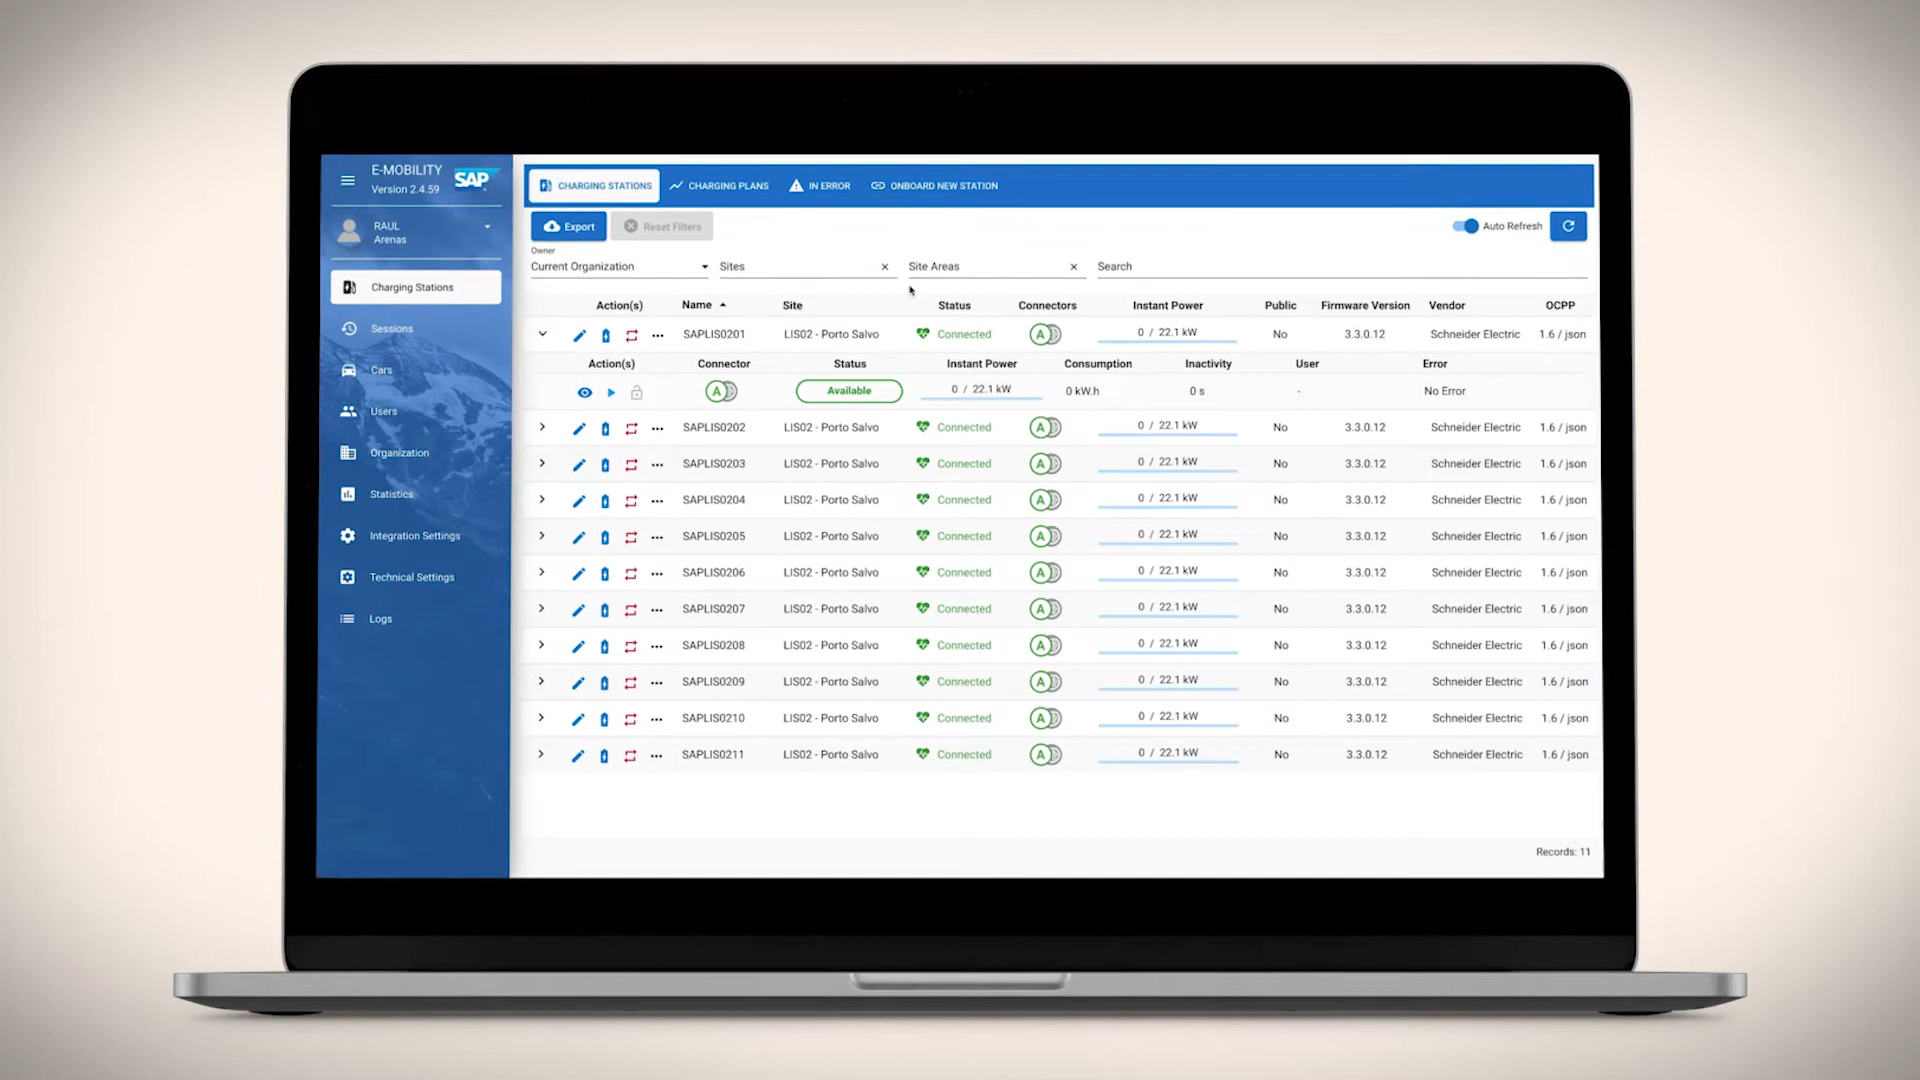 E-MOBILITY
Version 2.4.59
SAP
RAUL
Arenas
Charging Stations
Sessions
Cars
Users
Organization
Statistics
Integration Settings
Technical Settings
Logs
CHARGING STATIONS CHARGING PLANS IN ERROR ONBOARD NEW STATION
Export Reset Filters Auto Refresh
Owner
Current Organization Sites Site Areas Search
Action(s) Name Site Status Connectors Instant Power Public Firmware Version Vendor OCPP
SAPLIS0201 LIS02 - Porto Salvo Connected A 0 / 22.1 kW No 3.3.0.12 Schneider Electric 1.6 / json
Action(s) Connector Status Instant Power Consumption Inactivity User Error
A Available 0 / 22.1 kW 0 kW.h 0 s - No Error
SAPLIS0202 LIS02 - Porto Salvo Connected A 0 / 22.1 kW No 3.3.0.12 Schneider Electric 1.6 / json
SAPLIS0203 LIS02 - Porto Salvo Connected A 0 / 22.1 kW No 3.3.0.12 Schneider Electric 1.6 / json
SAPLIS0204 LIS02 - Porto Salvo Connected A 0 / 22.1 kW No 3.3.0.12 Schneider Electric 1.6 / json
SAPLIS0205 LIS02 - Porto Salvo Connected A 0 / 22.1 kW No 3.3.0.12 Schneider Electric 1.6 / json
SAPLIS0206 LIS02 - Porto Salvo Connected A 0 / 22.1 kW No 3.3.0.12 Schneider Electric 1.6 / json
SAPLIS0207 LIS02 - Porto Salvo Connected A 0 / 22.1 kW No 3.3.0.12 Schneider Electric 1.6 / json
SAPLIS0208 LIS02 - Porto Salvo Connected A 0 / 22.1 kW No 3.3.0.12 Schneider Electric 1.6 / json
SAPLIS0209 LIS02 - Porto Salvo Connected A 0 / 22.1 kW No 3.3.0.12 Schneider Electric 1.6 / json
SAPLIS0210 LIS02 - Porto Salvo Connected A 0 / 22.1 kW No 3.3.0.12 Schneider Electric 1.6 / json
SAPLIS0211 LIS02 - Porto Salvo Connected A 0 / 22.1 kW No 3.3.0.12 Schneider Electric 1.6 / json
Records: 11